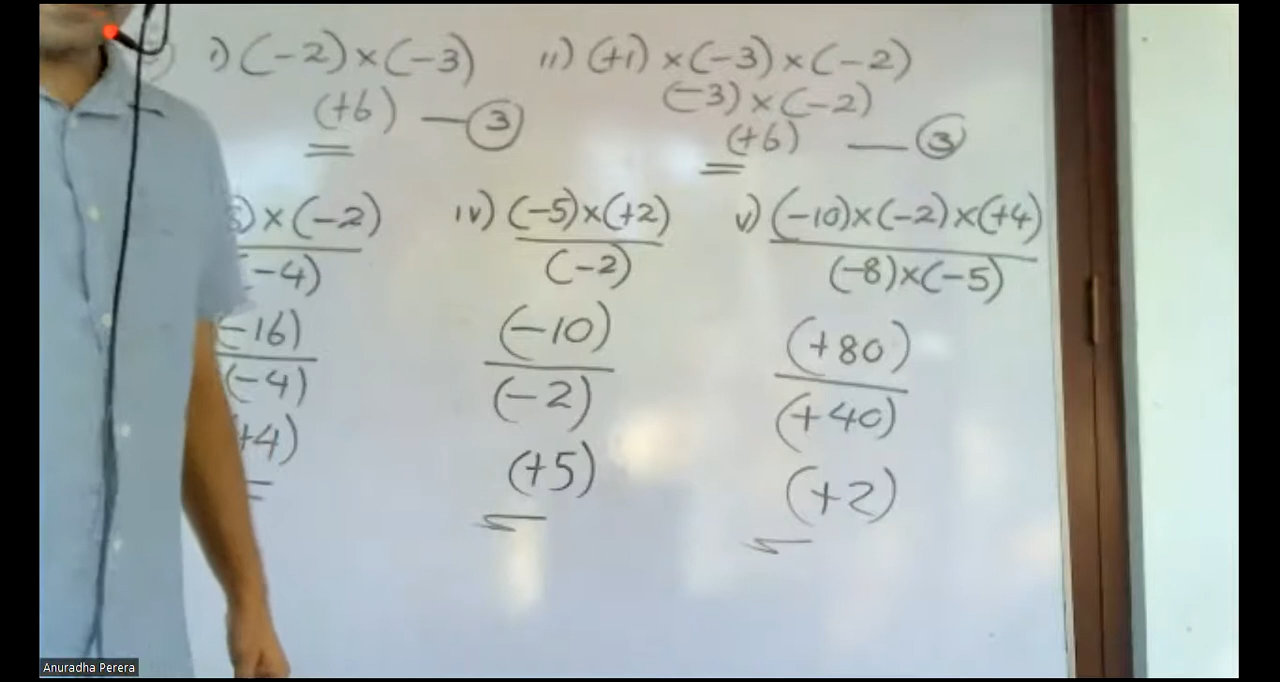 i) (-2)×(-3)
(+6) — ③
ii) (+1)×(-3)×(-2)
(-3)×(-2)
(+6) — ③
)×(-2)
(-4)
-16)
(-4)
+4)
iv) (-5)×(+2)
(-2)
(-10)
(-2)
(+5)
v) (-10)×(-2)×(+4)
(-8)×(-5)
(+80)
(+40)
(+2)
Anuradha Perera